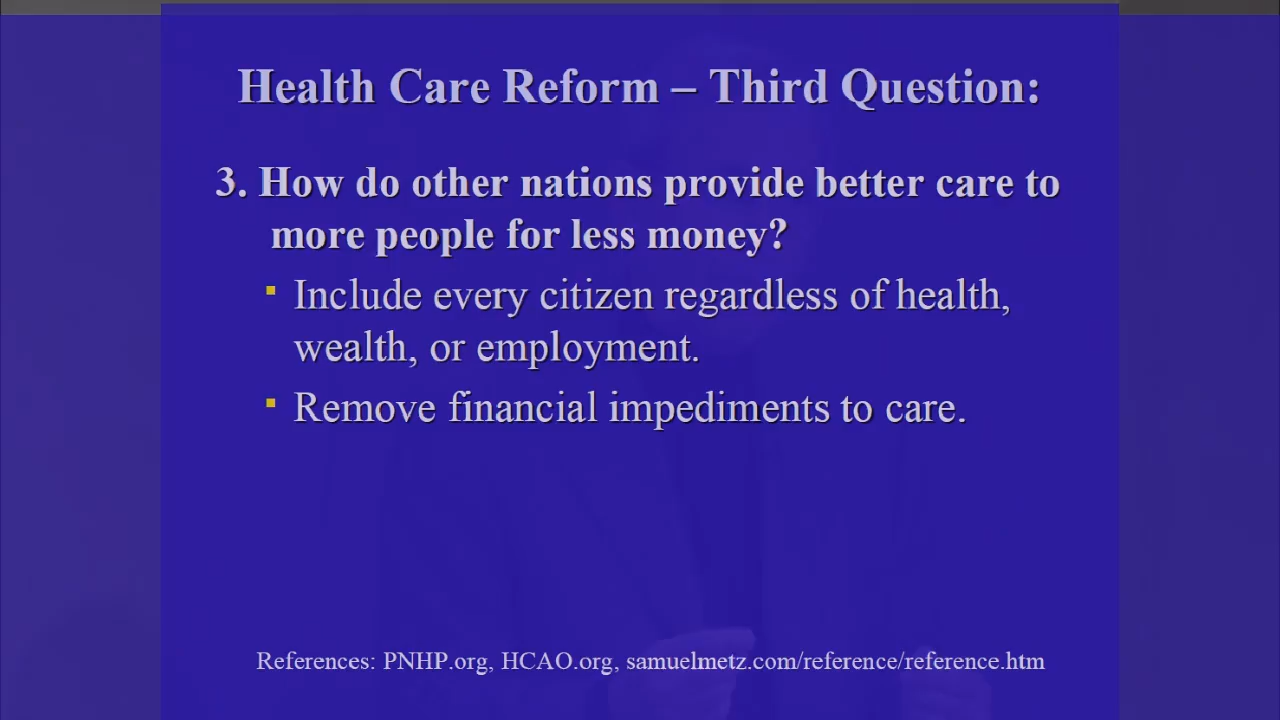 Health Care Reform – Third Question:
3. How do other nations provide better care to
more people for less money?
▪ Include every citizen regardless of health,
wealth, or employment.
▪ Remove financial impediments to care.
References: PNHP.org, HCAO.org, samuelmetz.com/reference/reference.htm